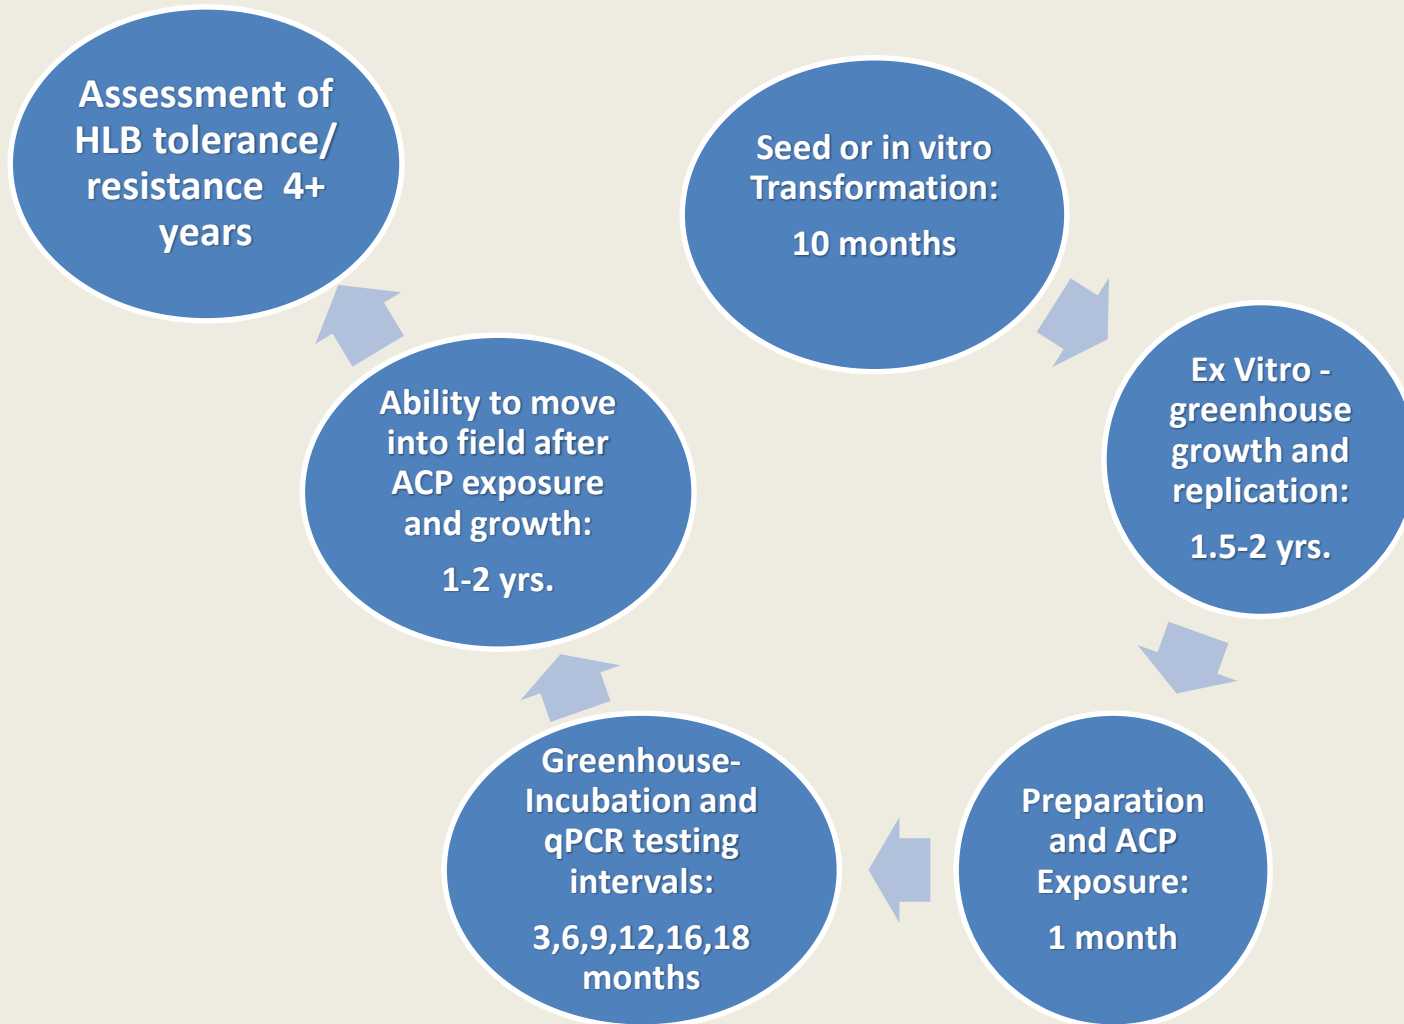 Assessment of
HLB tolerance/
resistance  4+
years
Seed or in vitro
Transformation:
10 months
Ex Vitro -
greenhouse
growth and
replication:
1.5-2 yrs.
Preparation
and ACP
Exposure:
1 month
Greenhouse-
Incubation and
qPCR testing
intervals:
3,6,9,12,16,18
months
Ability to move
into field after
ACP exposure
and growth:
1-2 yrs.